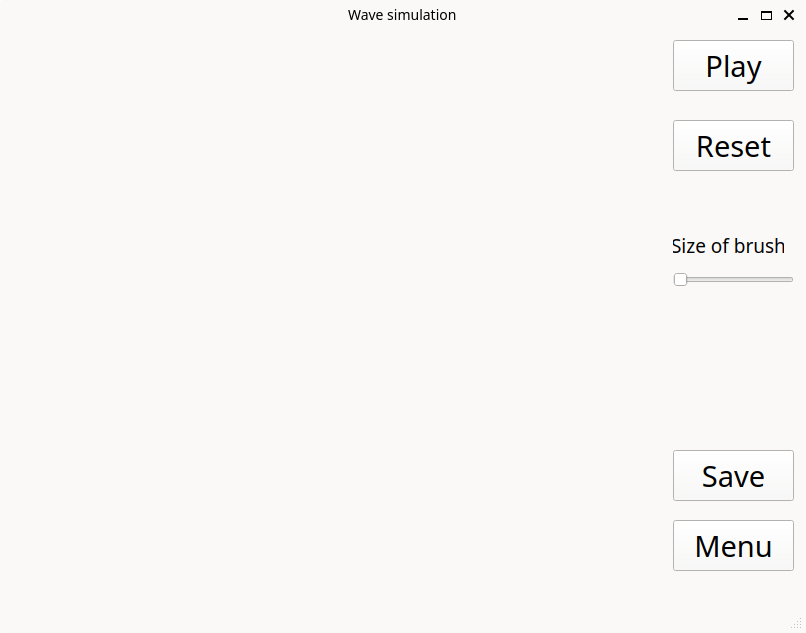 Wave simulation
Play
Reset
Size of brush
Save
Menu